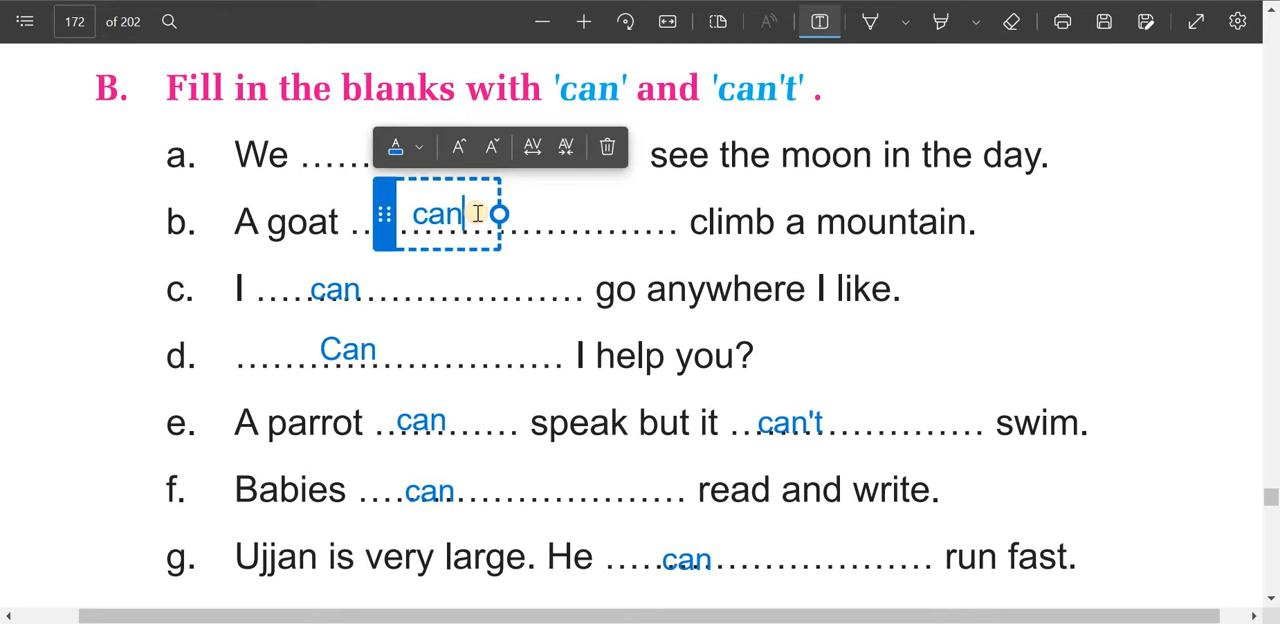 172 of 202
B. Fill in the blanks with 'can' and 'can't' .
a. We ...... see the moon in the day.
b. A goat .. can ........................ climb a mountain.
c. I .... can ...................... go anywhere I like.
d. ...... Can .................... I help you?
e. A parrot .. can ....... speak but it .. can't ............. swim.
f. Babies .... can .................... read and write.
g. Ujjan is very large. He ..... can .................. run fast.